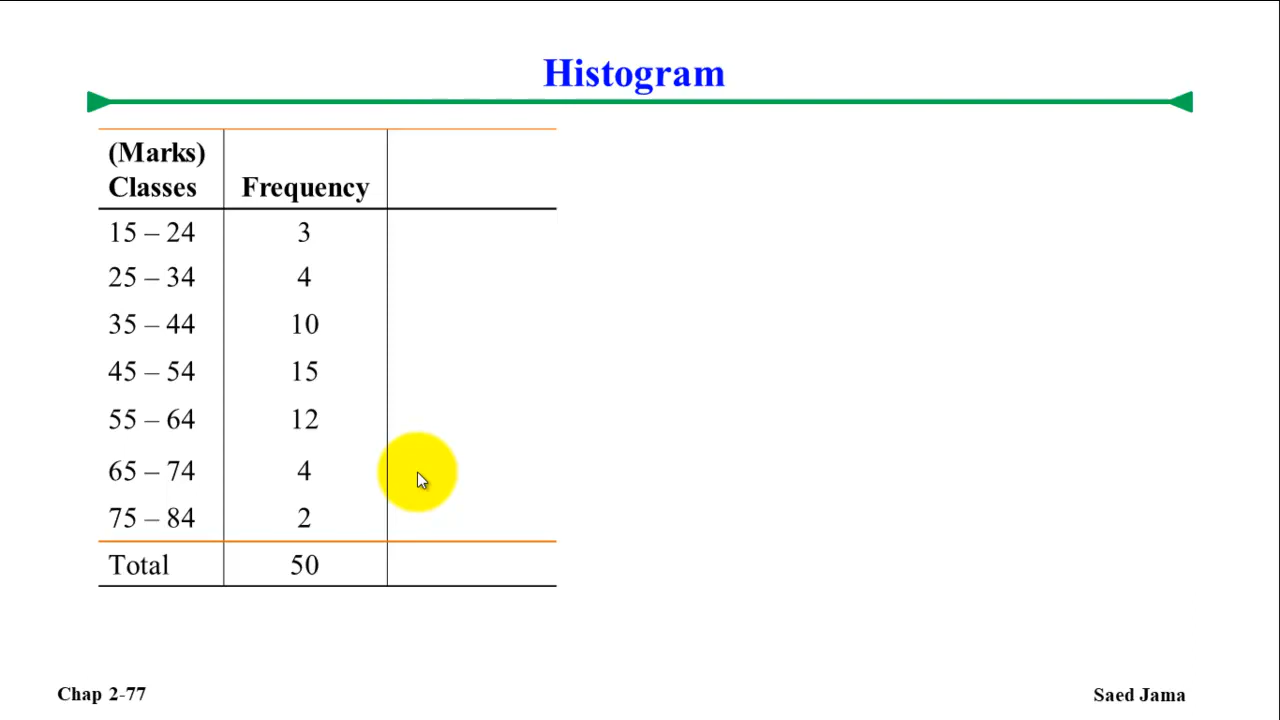 Histogram
(Marks)
Classes Frequency
15 – 24 3
25 – 34 4
35 – 44 10
45 – 54 15
55 – 64 12
65 – 74 4
75 – 84 2
Total 50
Chap 2-77 Saed Jama